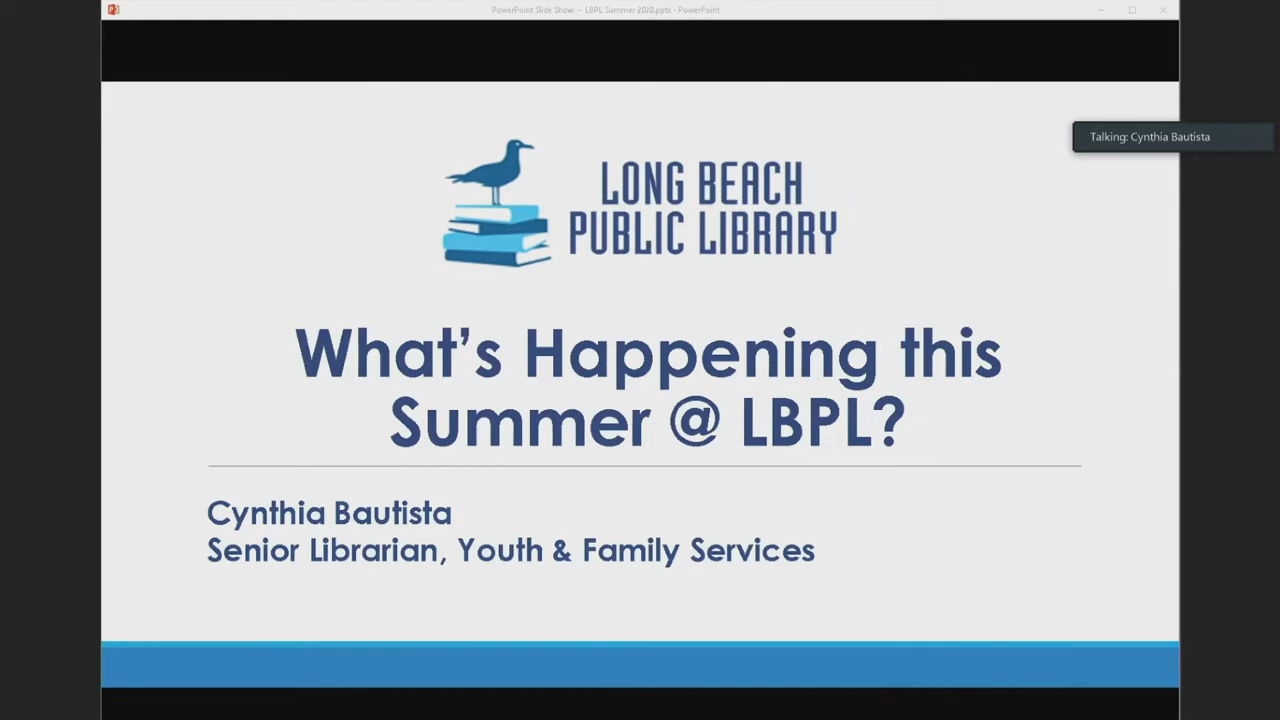 PowerPoint Slide Show - LBPL Summer 2020.pptx - PowerPoint
Talking: Cynthia Bautista
LONG BEACH
PUBLIC LIBRARY
What's Happening this
Summer @ LBPL?
Cynthia Bautista
Senior Librarian, Youth & Family Services